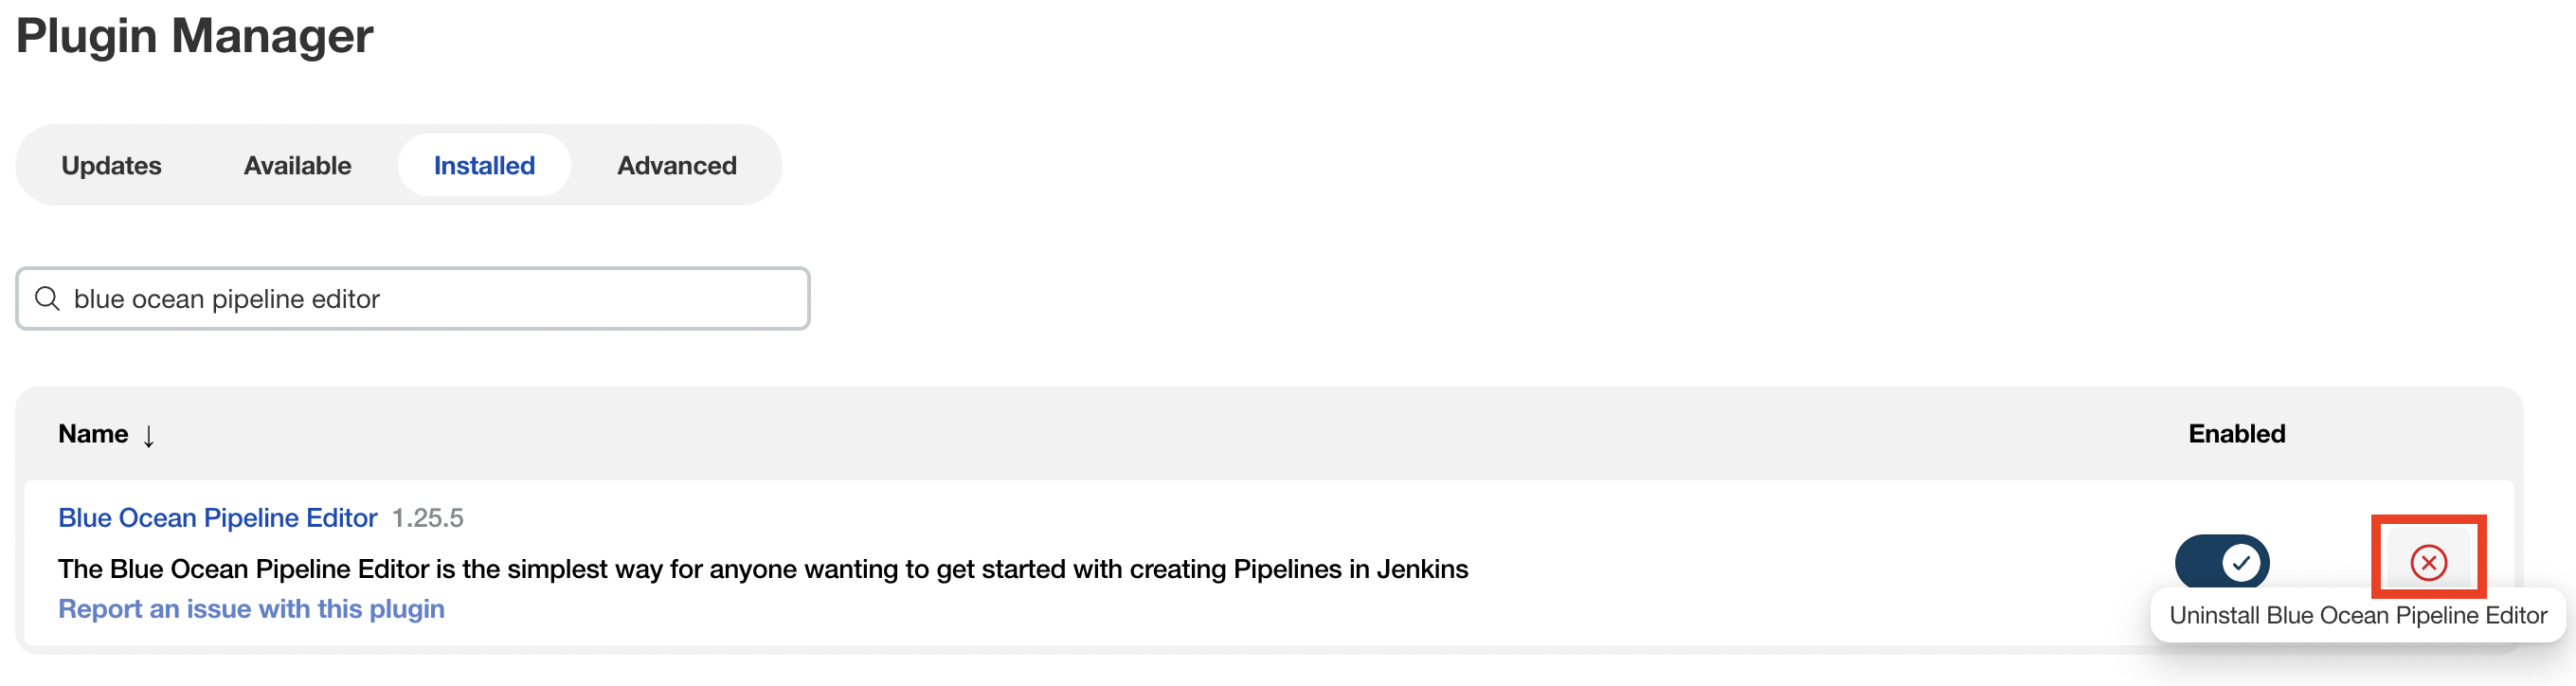 Plugin Manager
Updates Available Installed Advanced
blue ocean pipeline editor
Name ↓ Enabled
Blue Ocean Pipeline Editor 1.25.5
The Blue Ocean Pipeline Editor is the simplest way for anyone wanting to get started with creating Pipelines in Jenkins
Report an issue with this plugin
Uninstall Blue Ocean Pipeline Editor